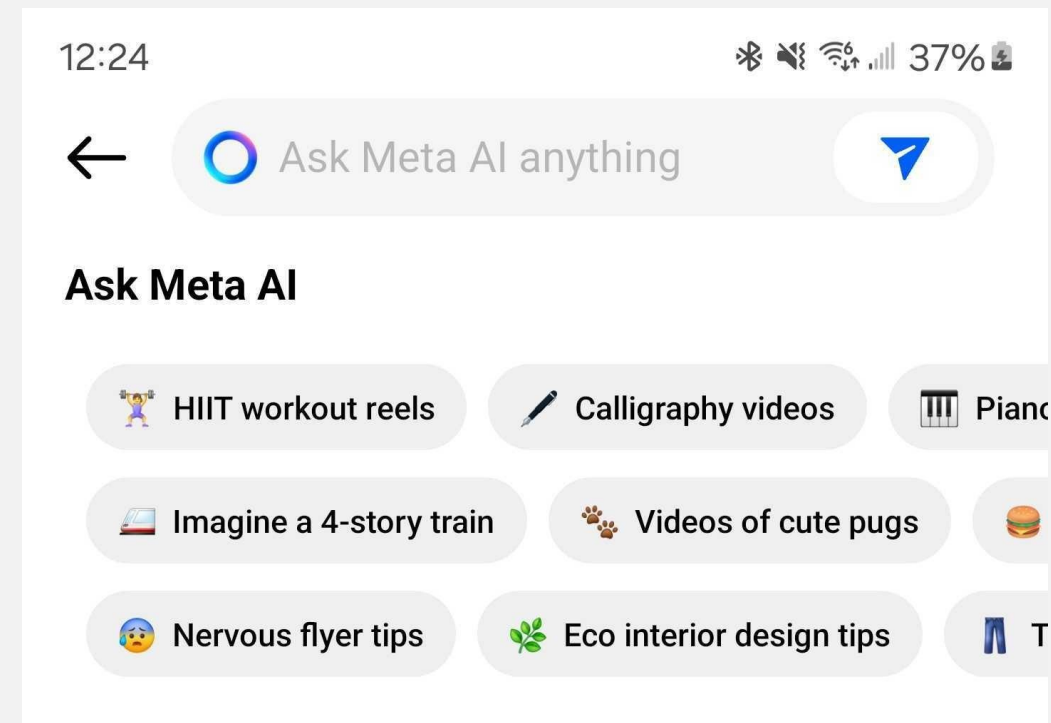 12:24 37%
Ask Meta AI anything
Ask Meta AI
HIIT workout reels Calligraphy videos
Imagine a 4-story train Videos of cute pugs
Nervous flyer tips Eco interior design tips